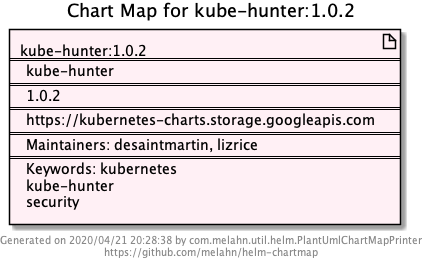 Chart Map for kube-hunter:1.0.2
kube-hunter:1.0.2
kube-hunter
1.0.2
https://kubernetes-charts.storage.googleapis.com
Maintainers: desaintmartin, lizrice
Keywords: kubernetes
kube-hunter
security
Generated on 2020/04/21 20:28:38 by com.melahn.util.helm.PlantUmlChartMapPrinter
https://github.com/melahn/helm-chartmap